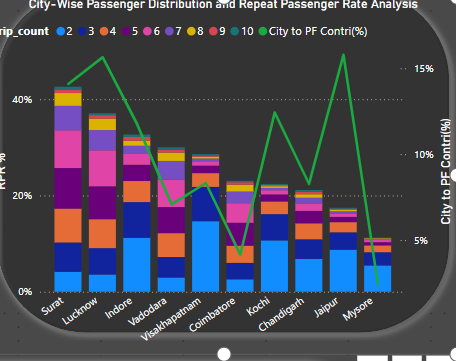 City-Wise Passenger Distribution and Repeat Passenger Rate Analysis
rip_count 2 3 4 5 6 7 8 9 10 City to PF Contri(%)
40%
20%
0%
RPR %
15%
10%
5%
City to PF Contri(%)
Surat
Lucknow
Indore
Vadodara
Visakhapatnam
Coimbatore
Kochi
Chandigarh
Jaipur
Mysore